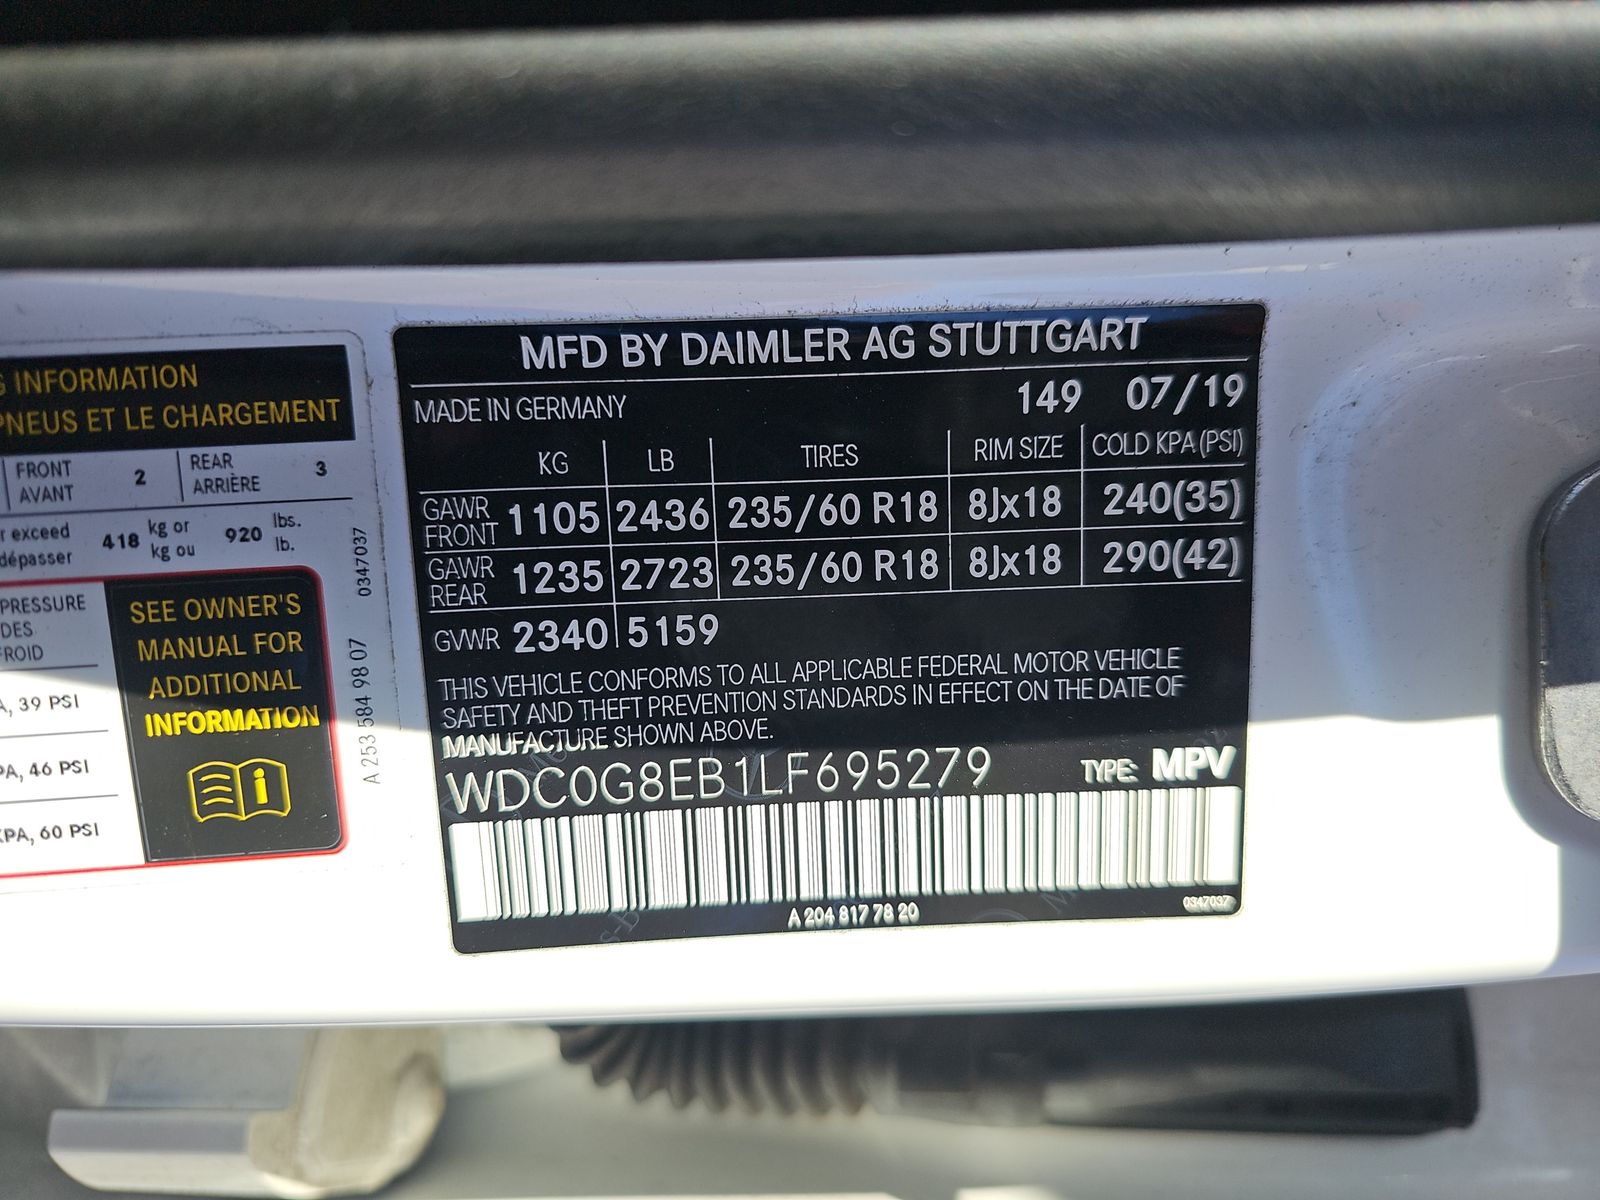 INFORMATION
PNEUS ET LE CHARGEMENT
FRONT
AVANT
2
REAR
ARRIÈRE
3
exceed
dépasser
418
kg or
kg ou
920
lbs.
lb.
PRESSURE
DES
FROID
39 PSI
46 PSI
KPA, 60 PSI
SEE OWNER'S
MANUAL FOR
ADDITIONAL
INFORMATION
A 253 584 98 07
0347037
MFD BY DAIMLER AG STUTTGART
MADE IN GERMANY 149 07/19
KG LB TIRES RIM SIZE COLD KPA(PSI)
GAWR FRONT 1105 2436 235/60 R18 8Jx18 240(35)
GAWR REAR 1235 2723 235/60 R18 8Jx18 290(42)
GVWR 2340 5159
THIS VEHICLE CONFORMS TO ALL APPLICABLE FEDERAL MOTOR VEHICLE
SAFETY AND THEFT PREVENTION STANDARDS IN EFFECT ON THE DATE OF
MANUFACTURE SHOWN ABOVE.
WDC0G8EB1LF695279 TYPE: MPV
A 204 817 78 20
0347037